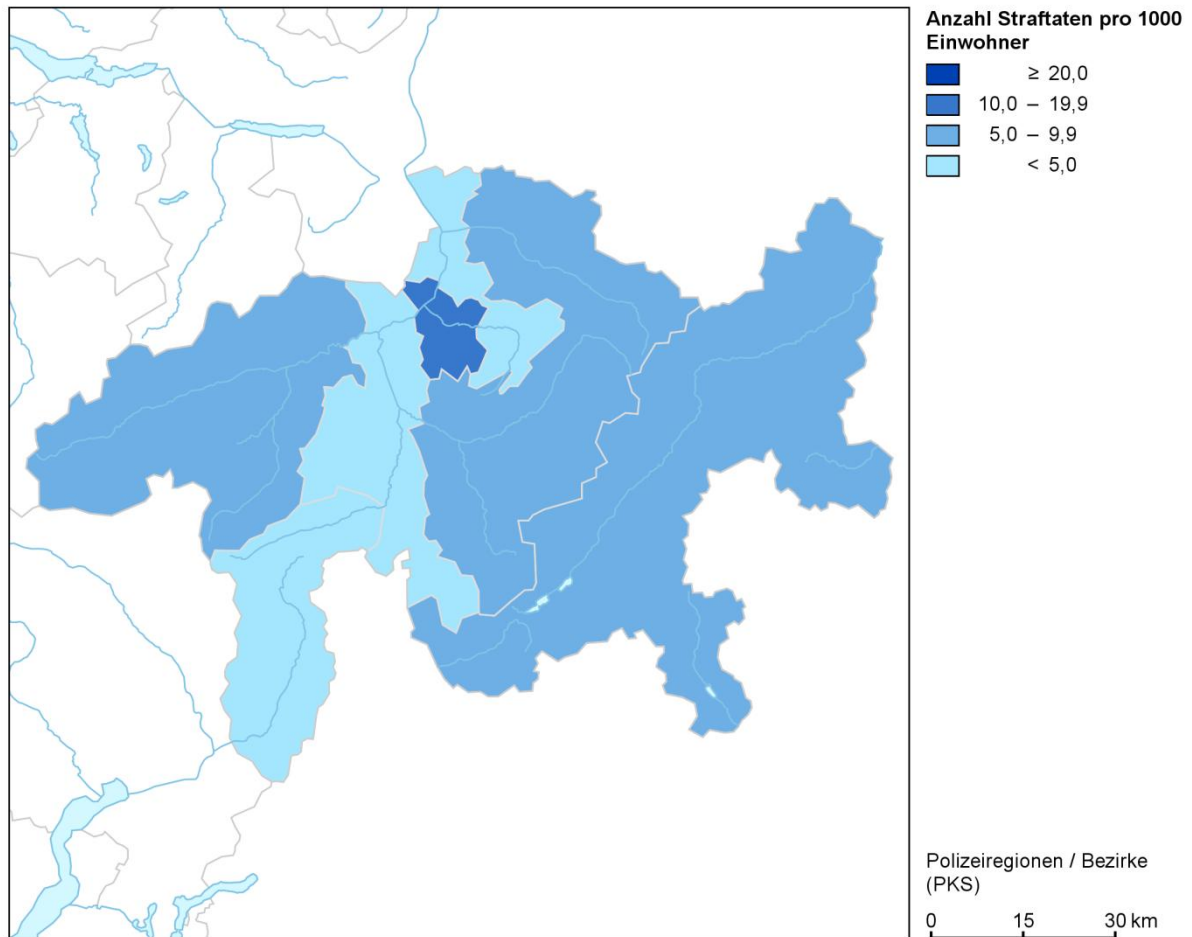 Anzahl Straftaten pro 1000
Einwohner
≥ 20,0
10,0 – 19,9
5,0 – 9,9
< 5,0
Polizeiregionen / Bezirke
(PKS)
0 15 30 km